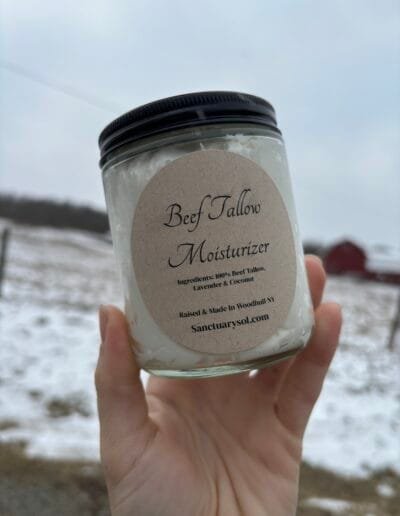 Beef Tallow
Moisturizer
Ingredients: 100% Beef Tallow,
Lavender & Coconut
Raised & Made In Woodhull NY
Sanctuarysol.com